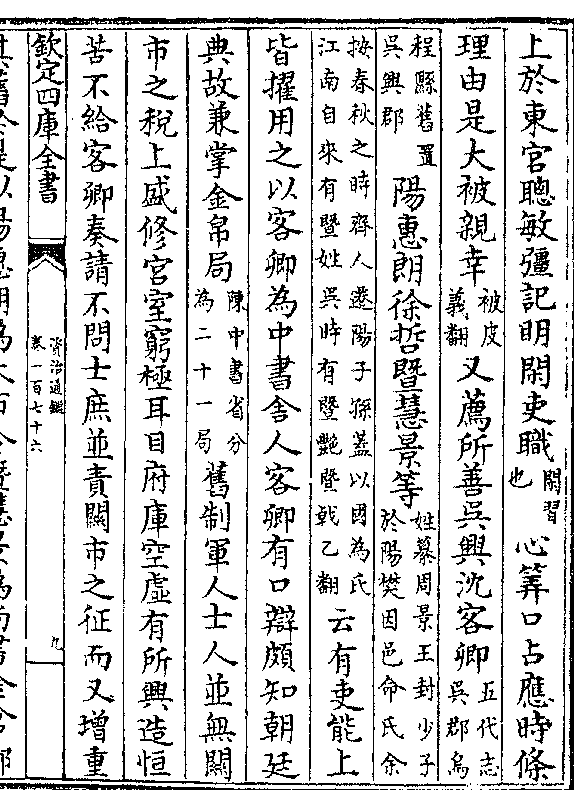 上於東宮聰敏彊記明閑吏職閑習也心筭口占應時條
理由是大被親幸被皮義翻又薦所善吳興沈客卿五代志吳郡烏
程縣舊置吳興郡陽惠朗徐哲暨慧景等姓纂周景王封少子於陽樊因邑命氏余
按春秋之時齊人遷陽子孫蓋以國為氏江南自來有暨姓吳時有暨艷暨戟乙翻云有吏能上
皆擢用之以客卿為中書舍人客卿有口辯頗知朝廷
典故兼掌金帛局陳中書省分為二十一局舊制軍人士人並無關
市之稅上盛修宮室窮極耳目府庫空虛有所興造恒
苦不給客卿奏請不問士庶並責關市之征而又增重
欽定四庫全書
資治通鑑
卷一百七十六
九